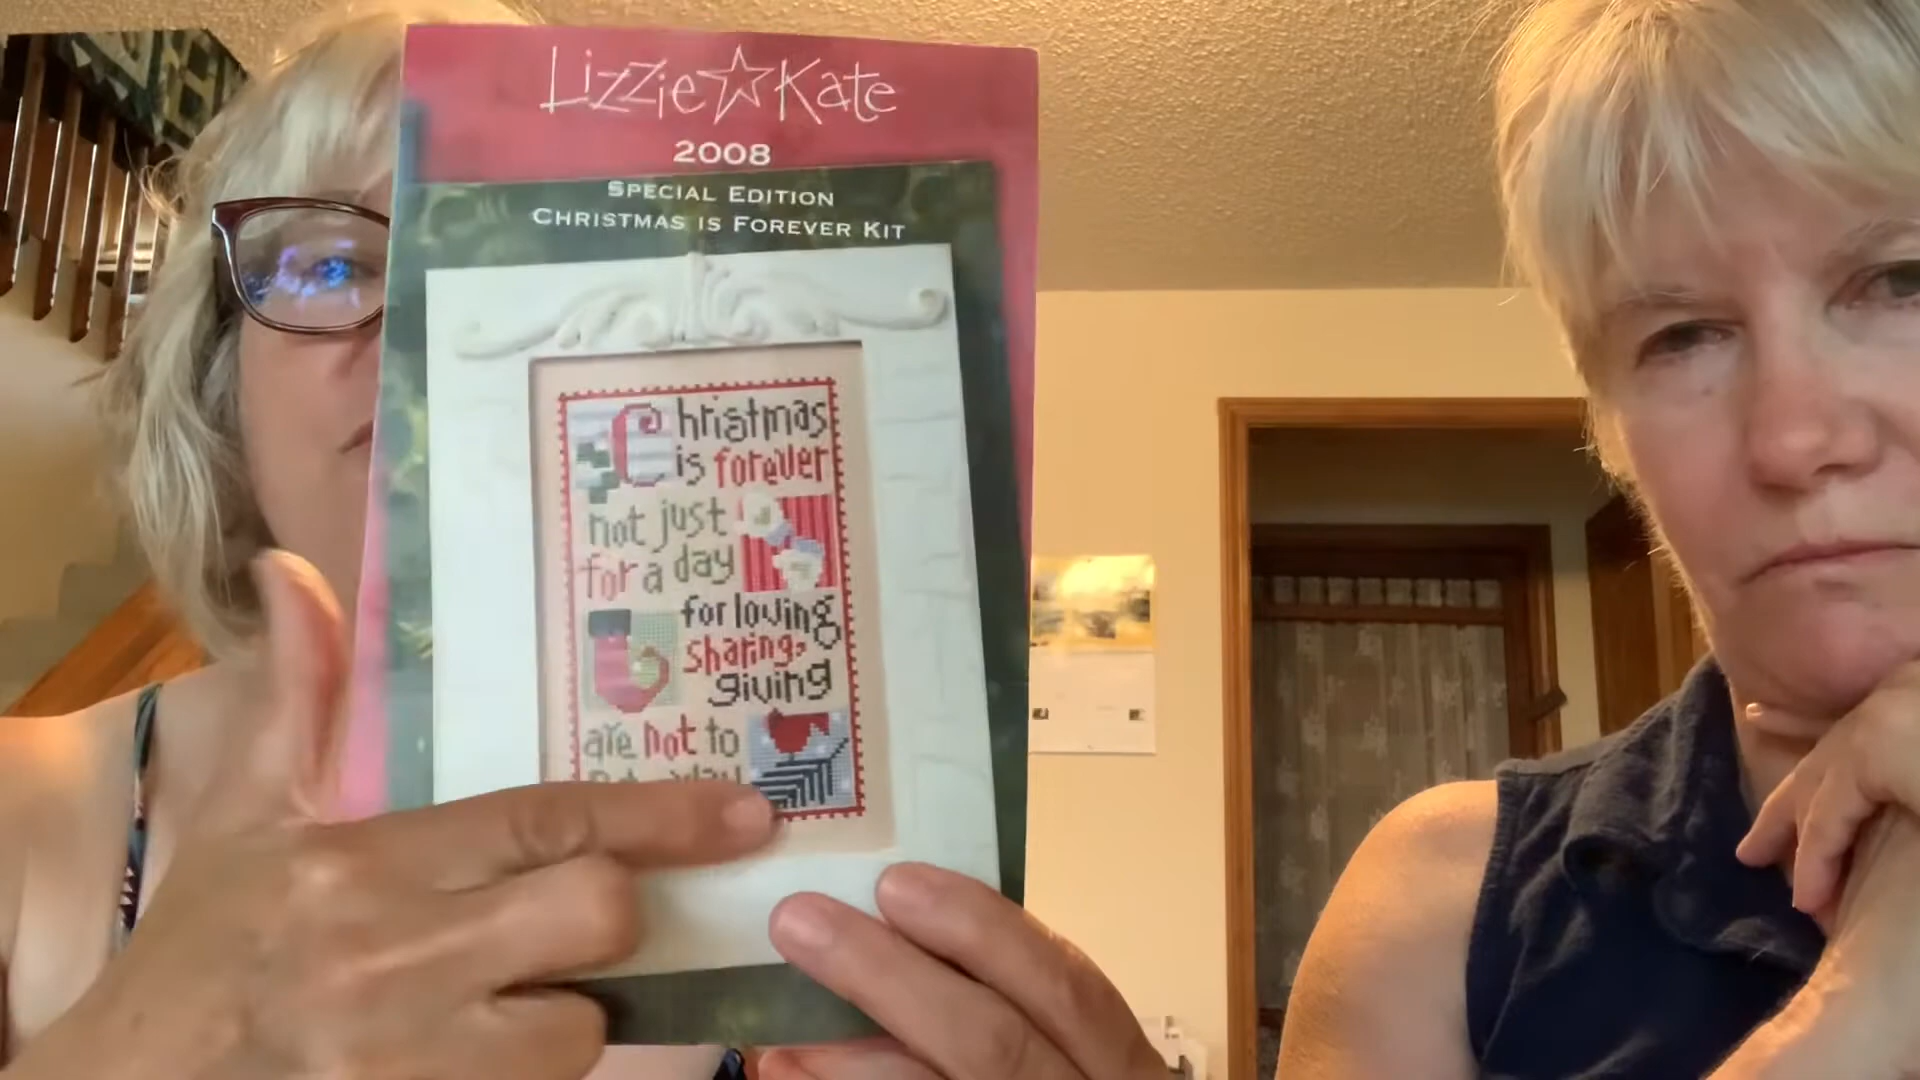 Lizzie☆Kate
2008
SPECIAL EDITION
CHRISTMAS IS FOREVER KIT
Christmas
is forever
not just
for a day
for loving
sharing,
giving
are not to